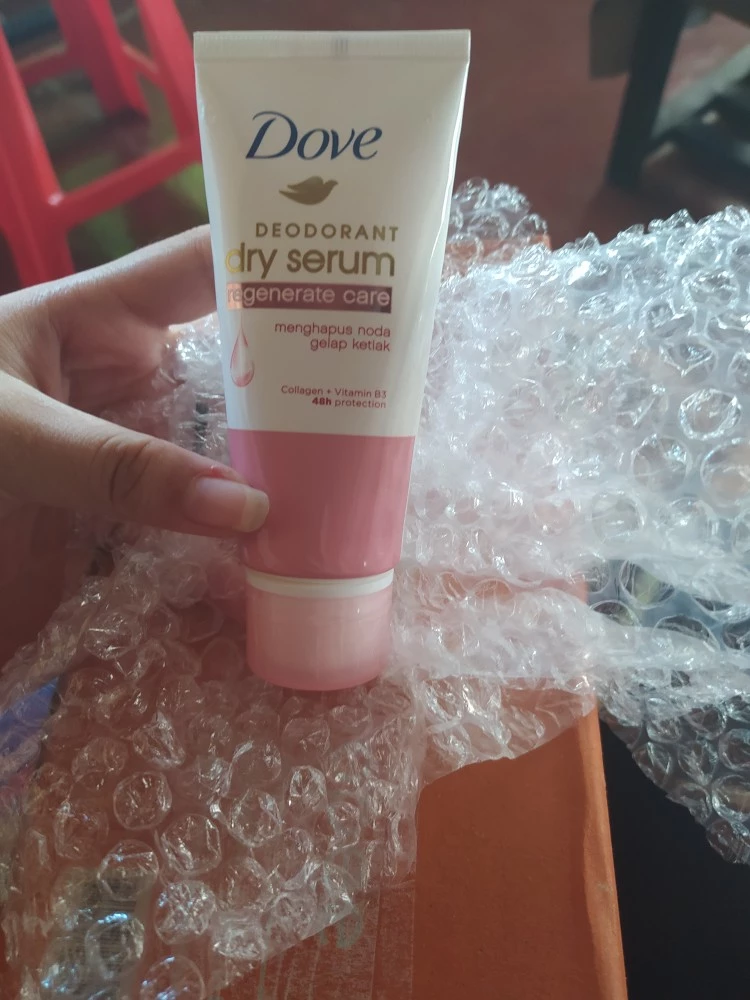 Dove
DEODORANT
dry serum
regenerate care
menghapus noda
gelap ketiak
Collagen + Vitamin B3
48h protection